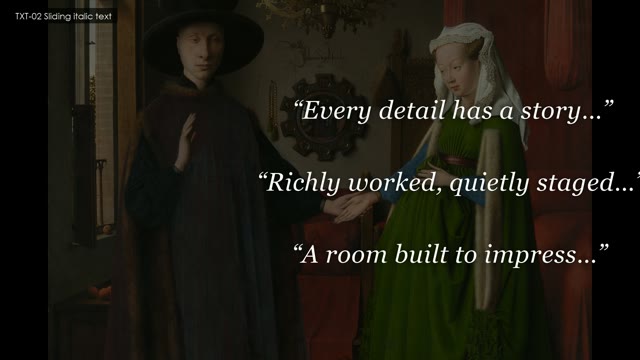 TXT-02 Sliding italic text
“Every detail has a story...”
“Richly worked, quietly staged...”
“A room built to impress...”